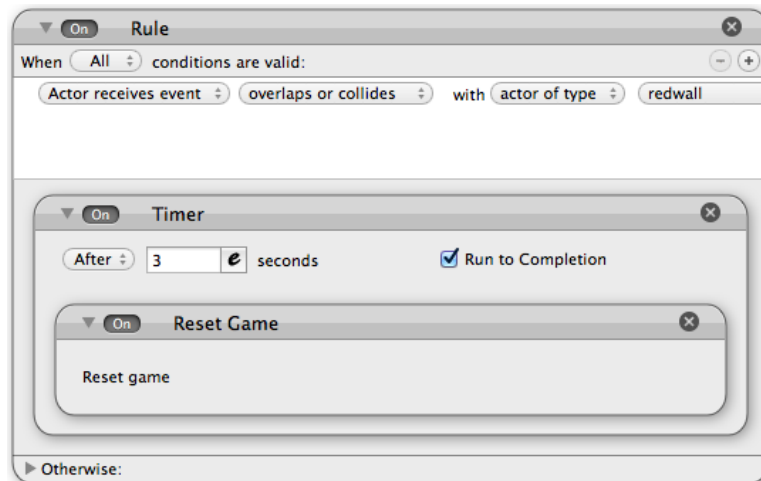 On Rule
When All conditions are valid:
Actor receives event overlaps or collides with actor of type redwall
On Timer
After 3 e seconds Run to Completion
On Reset Game
Reset game
Otherwise: